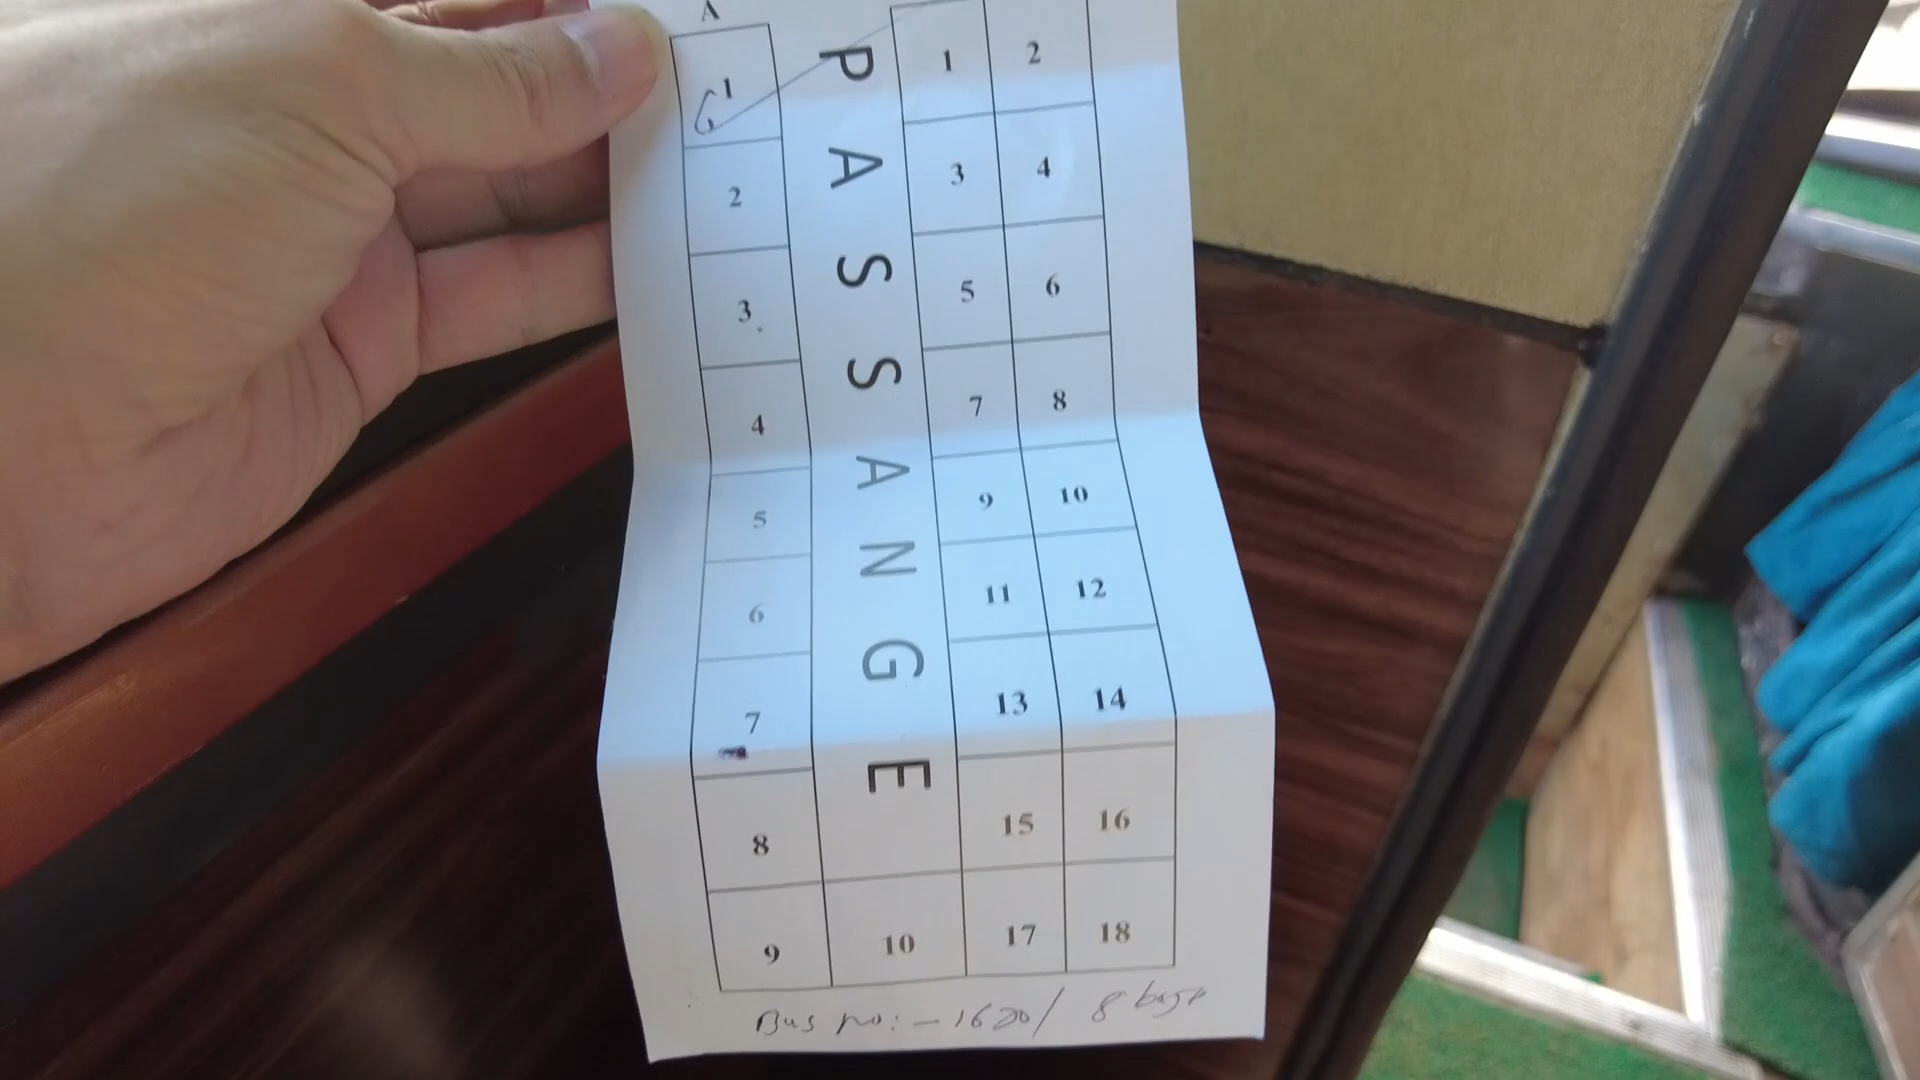 A
1 1 2
2 3 4
3 5 6
4 7 8
5 9 10
6 11 12
7 13 14
8 15 16
9 10 17 18
PASSANGE
Bus no:- 1620/ 8